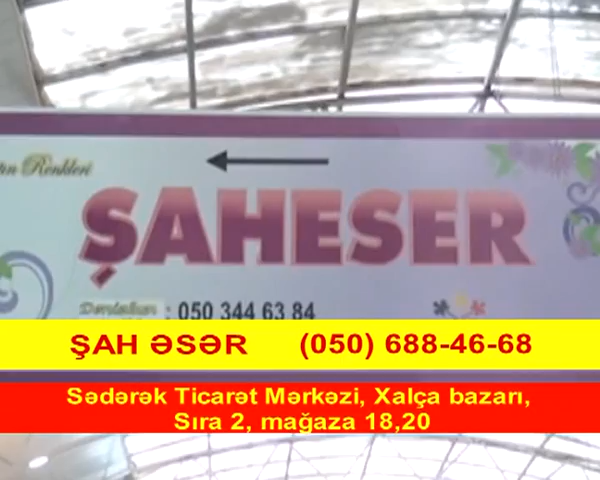 Renkleri
ŞAHESER
: 050 344 63 84
ŞAH ƏSƏR (050) 688-46-68
Sədərək Ticarət Mərkəzi, Xalça bazarı,
Sıra 2, mağaza 18,20